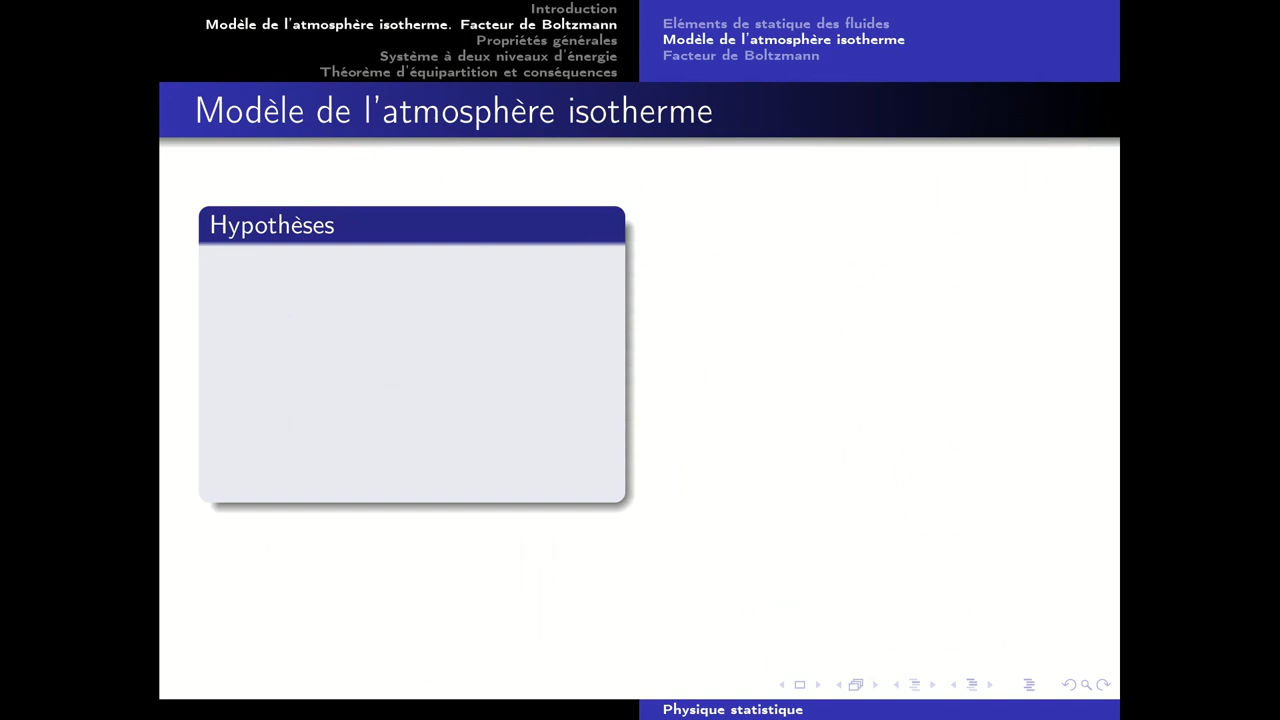 Introduction
Modèle de l'atmosphère isotherme. Facteur de Boltzmann
Propriétés générales
Système à deux niveaux d'énergie
Théorème d'équipartition et conséquences
Eléments de statique des fluides
Modèle de l'atmosphère isotherme
Facteur de Boltzmann
Modèle de l'atmosphère isotherme
Hypothèses
Physique statistique